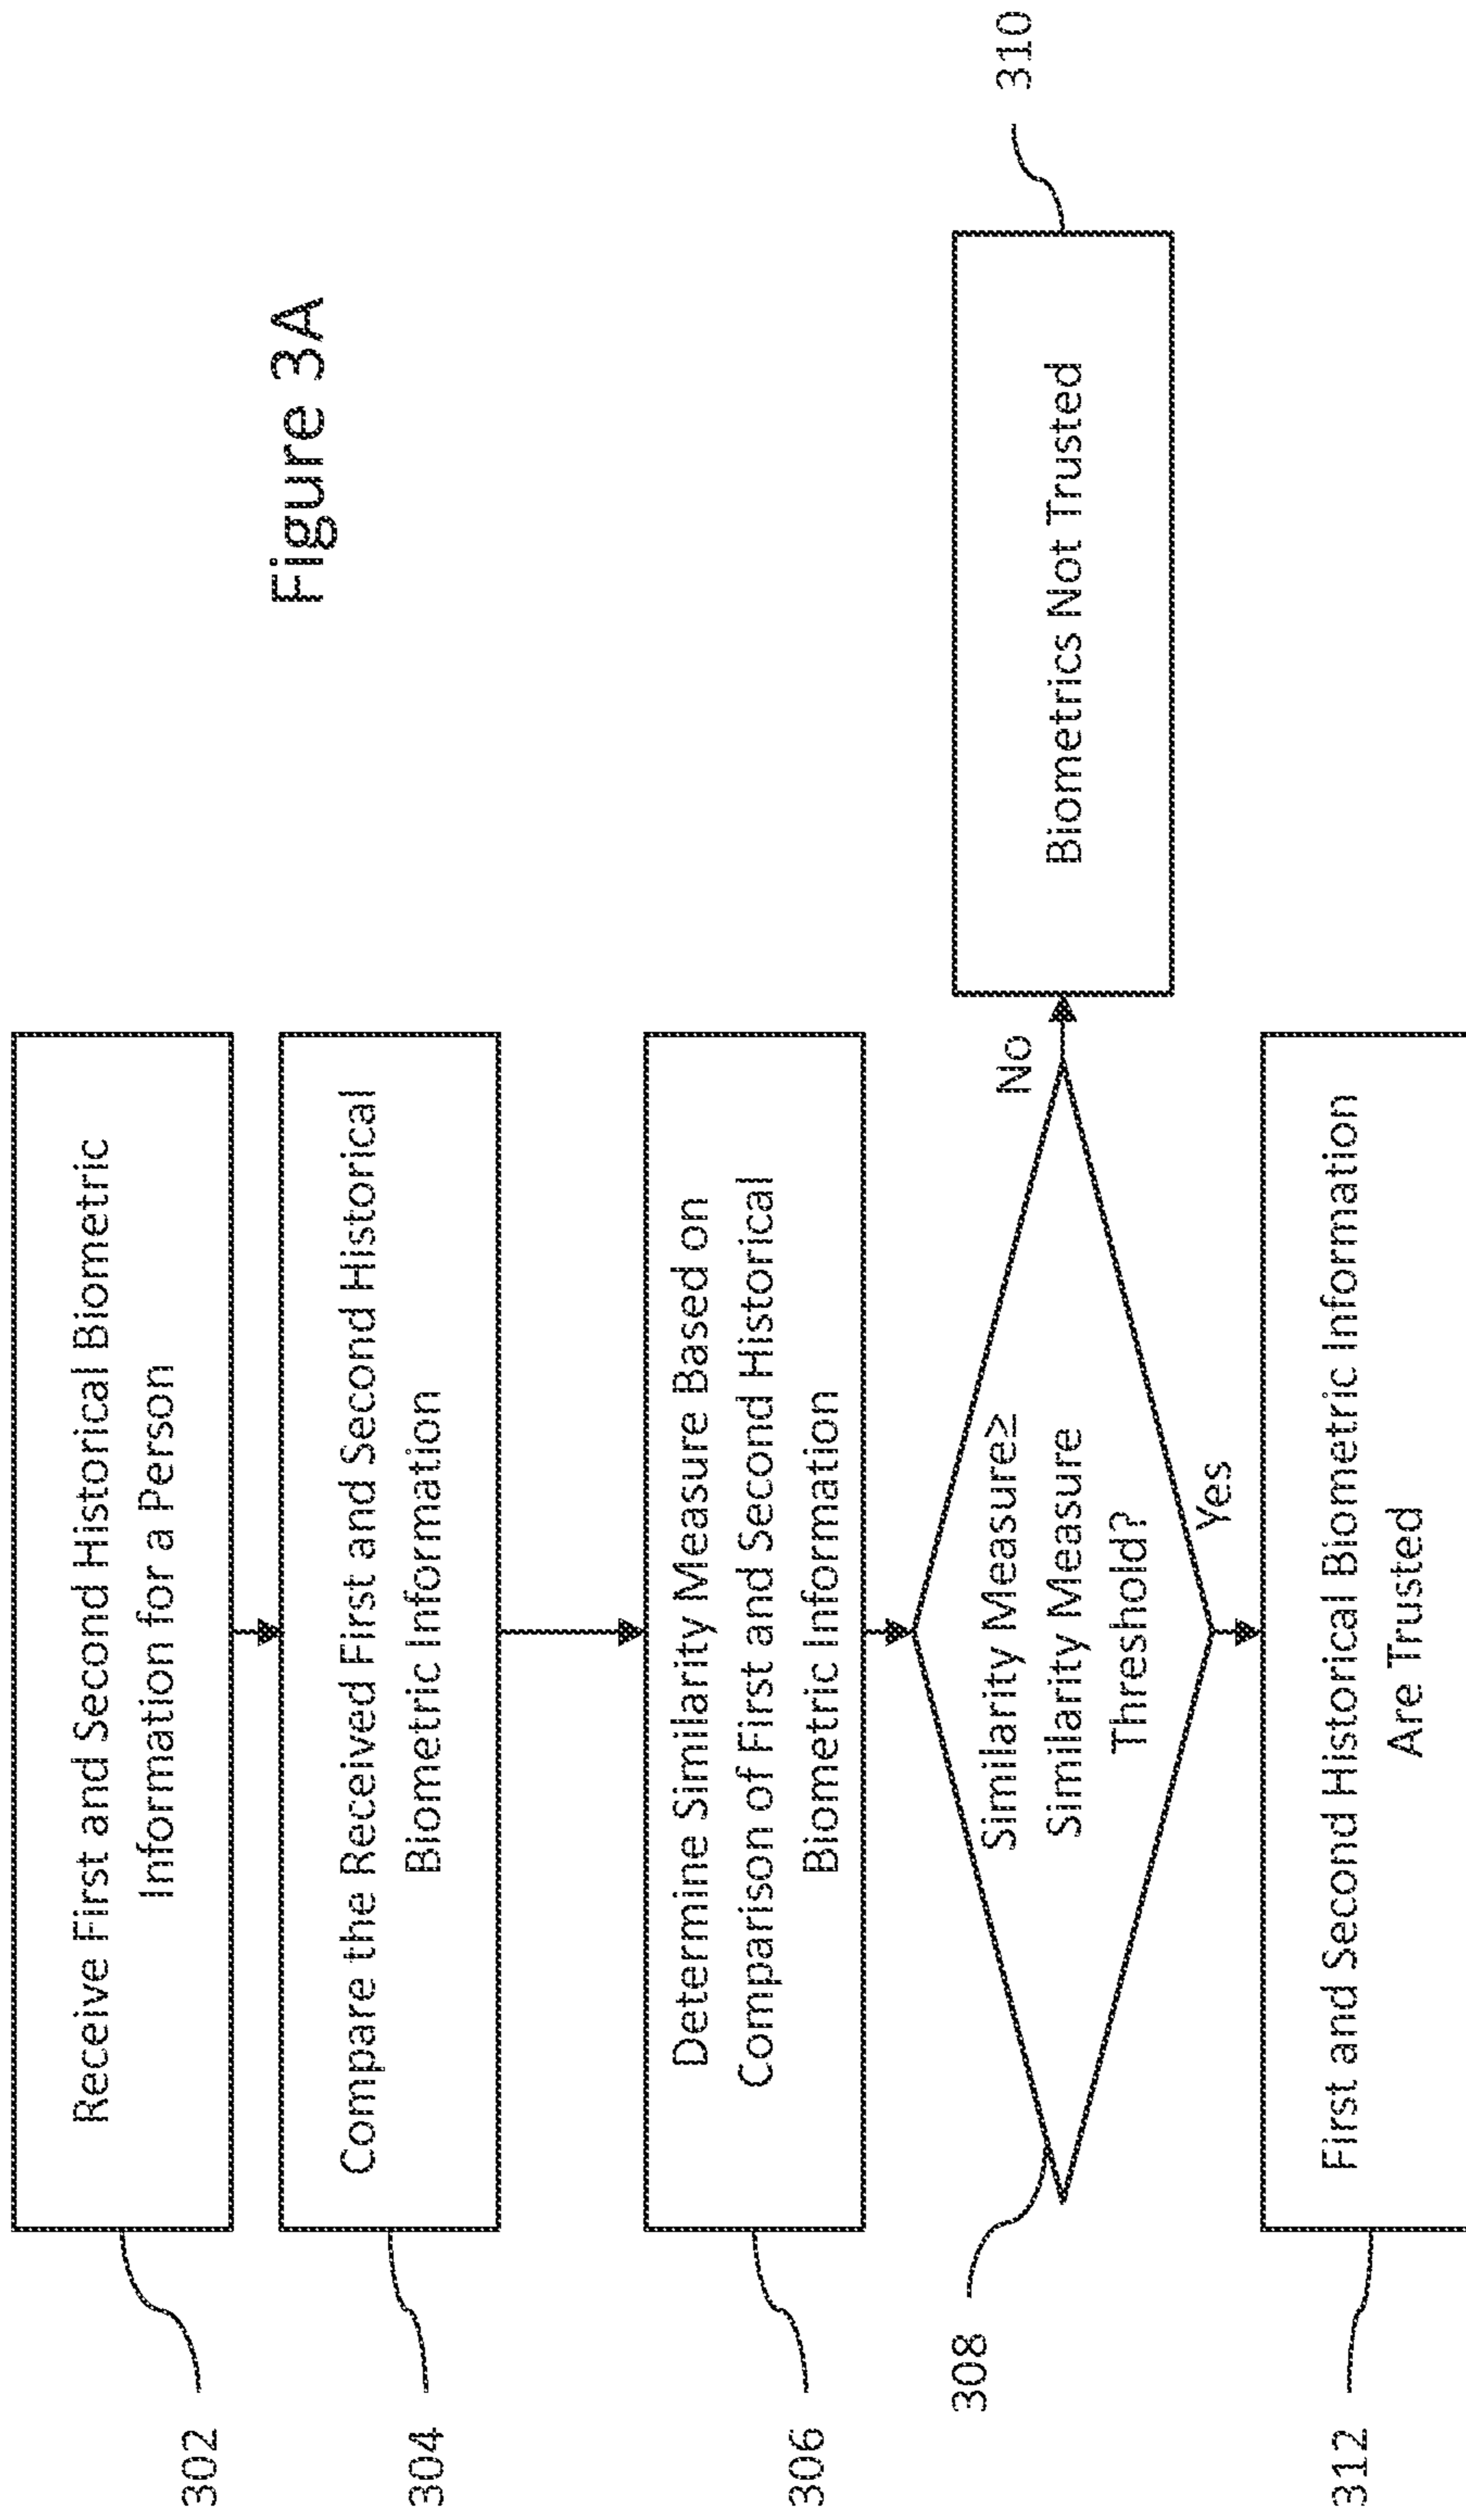 Figure 3A
302
Receive First and Second Historical Biometric
Information for a Person
304
Compare the Received First and Second Historical
Biometric Information
306
Determine Similarity Measure Based on
Comparison of First and Second Historical
Biometric Information
308
Similarity Measure≥
Similarity Measure
Threshold?
No
310
Biometrics Not Trusted
Yes
312
First and Second Historical Biometric Information
Are Trusted